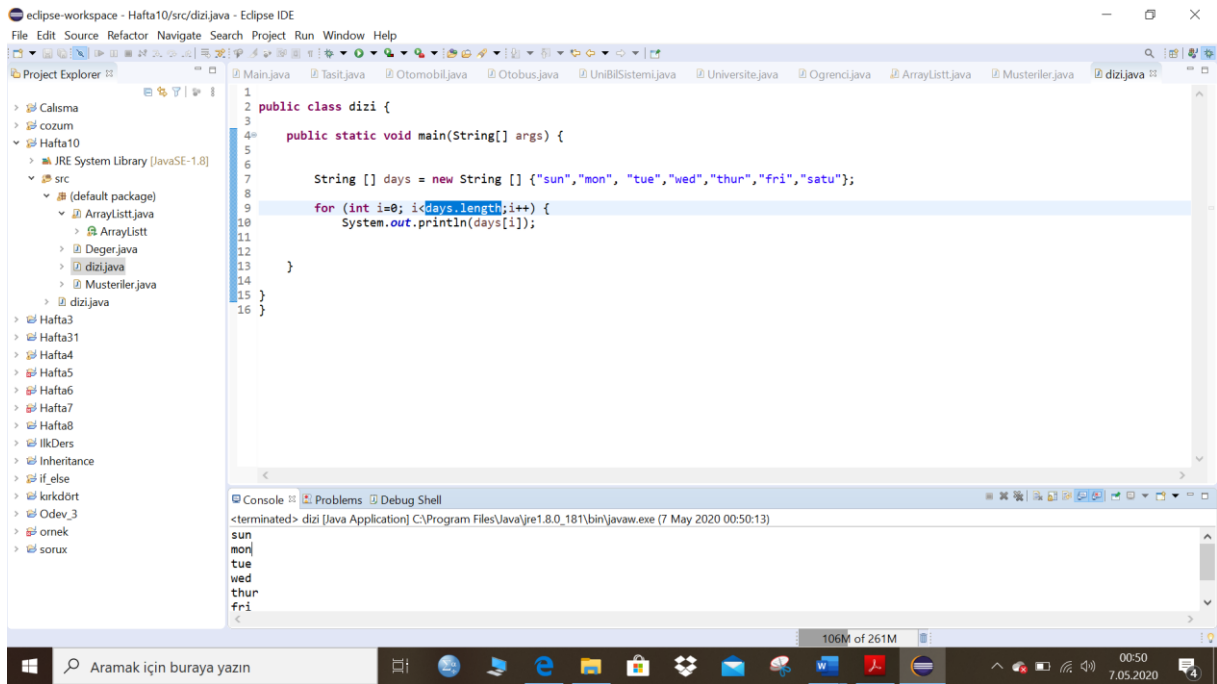 eclipse-workspace - Hafta10/src/dizi.java - Eclipse IDE
File Edit Source Refactor Navigate Search Project Run Window Help
Project Explorer
Main.java Tasit.java Otomobil.java Otobus.java UniBilSistemi.java Universite.java Ogrenci.java ArrayListt.java Musteriler.java dizi.java
Calisma
cozum
Hafta10
JRE System Library [JavaSE-1.8]
src
(default package)
ArrayListt.java
ArrayListt
Deger.java
dizi.java
Musteriler.java
dizi.java
Hafta3
Hafta31
Hafta4
Hafta5
Hafta6
Hafta7
Hafta8
IlkDers
Inheritance
if_else
kırkdört
Odev_3
ornek
sorux
1
2 public class dizi {
3
4 public static void main(String[] args) {
5
6
7 String [] days = new String [] {"sun","mon", "tue","wed","thur","fri","satu"};
8
9 for (int i=0; i<days.length;i++) {
10 System.out.println(days[i]);
11
12
13 }
14
15 }
16 }
Console Problems Debug Shell
<terminated> dizi [Java Application] C:\Program Files\Java\jre1.8.0_181\bin\javaw.exe (7 May 2020 00:50:13)
sun
mon
tue
wed
thur
fri
106M of 261M
Aramak için buraya yazın
00:50
7.05.2020
4